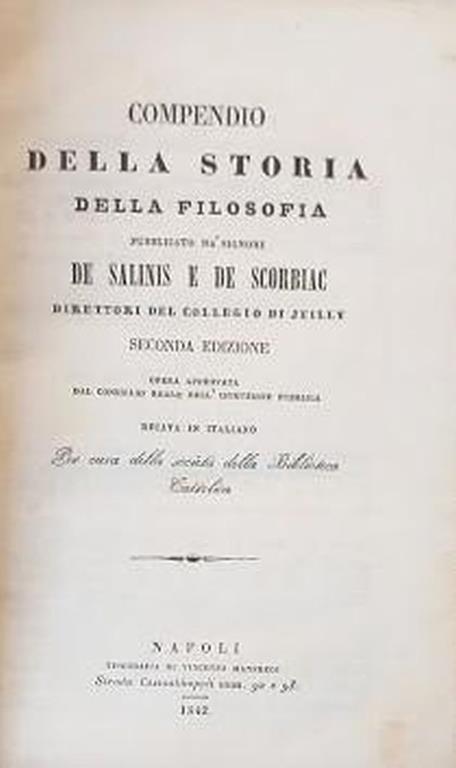 COMPENDIO
DELLA STORIA
DELLA FILOSOFIA
PUBBLICATO DA' SIGNORI
DE SALINIS E DE SCORBIAC
DIRETTORI DEL COLLEGIO DI JUILLY
SECONDA EDIZIONE
OPERA APPROVATA
DAL CONSIGLIO REALE DELL' ISTRUZIONE PUBBLICA
RECATA IN ITALIANO
Per cura della società della Biblioteca
Cattolica
NAPOLI
TIPOGRAFIA DI VINCENZO MANFREDI
Strada Costantinopoli num. 92 e 93.
1842